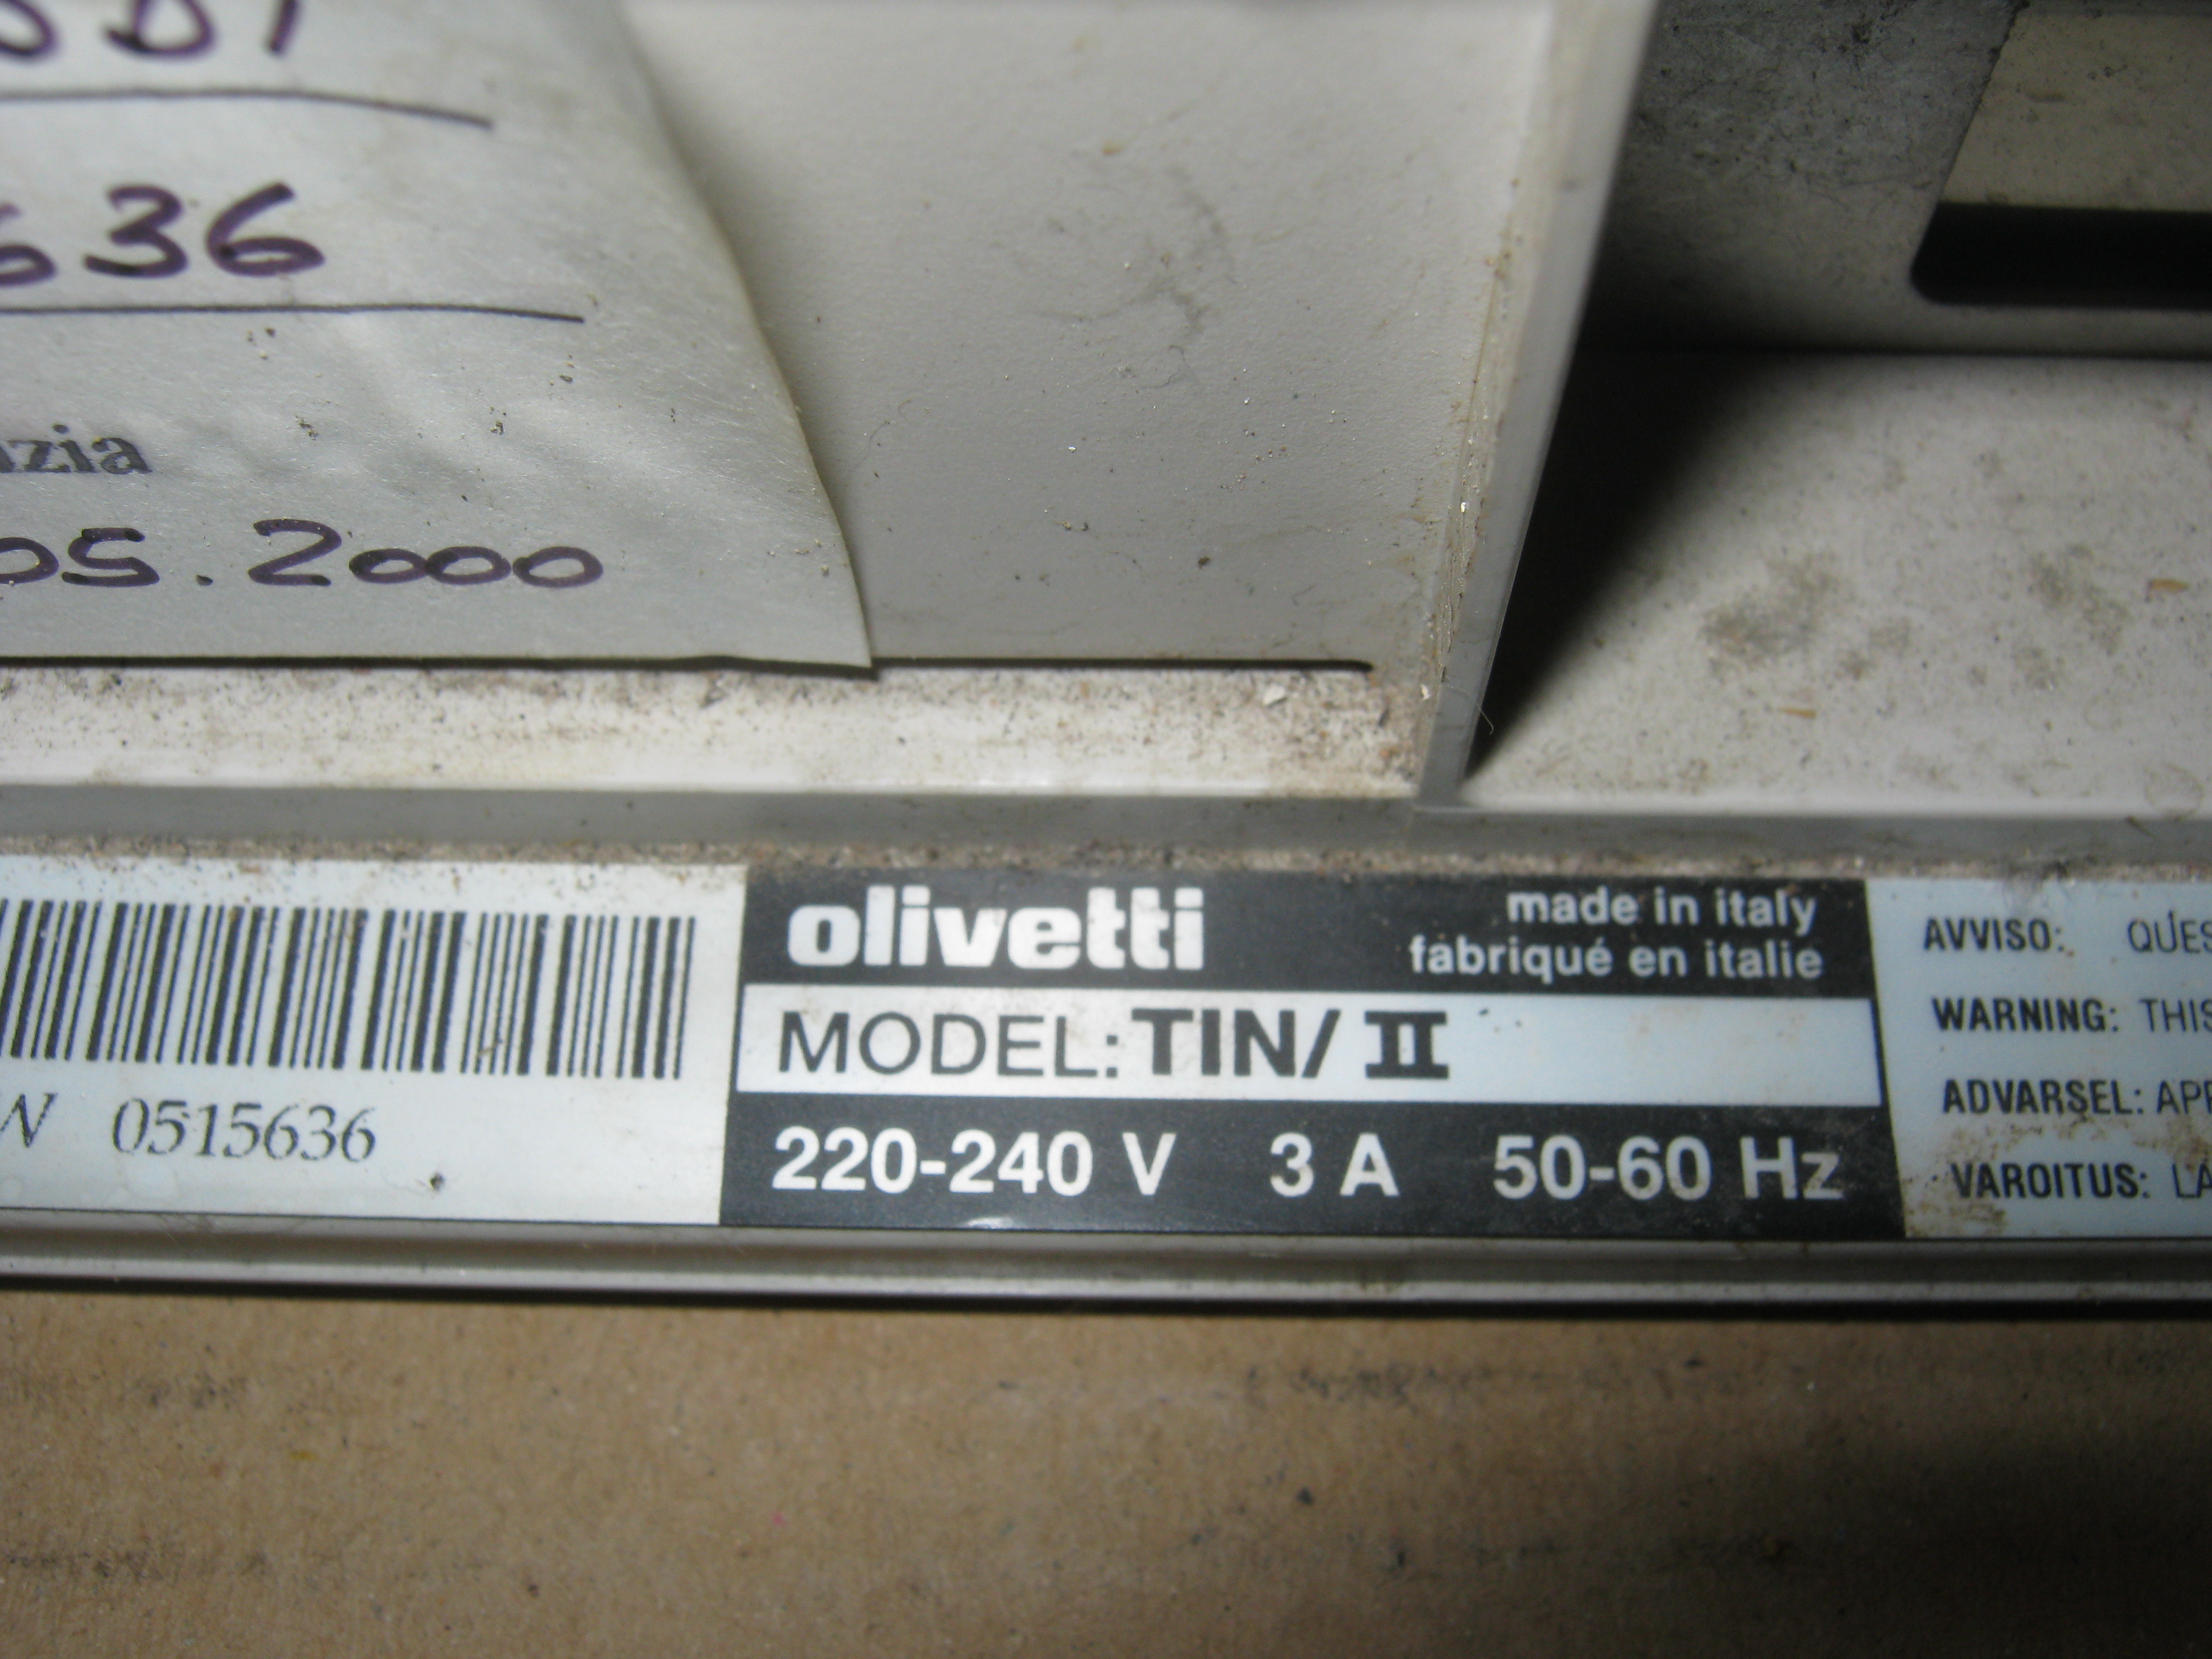 636
05.2000
olivetti
made in italy
fabriqué en italie
MODEL: TIN/II
220-240 V 3 A 50-60 Hz
N 0515636
AVVISO:
WARNING: THIS
ADVARSEL:
VAROITUS: